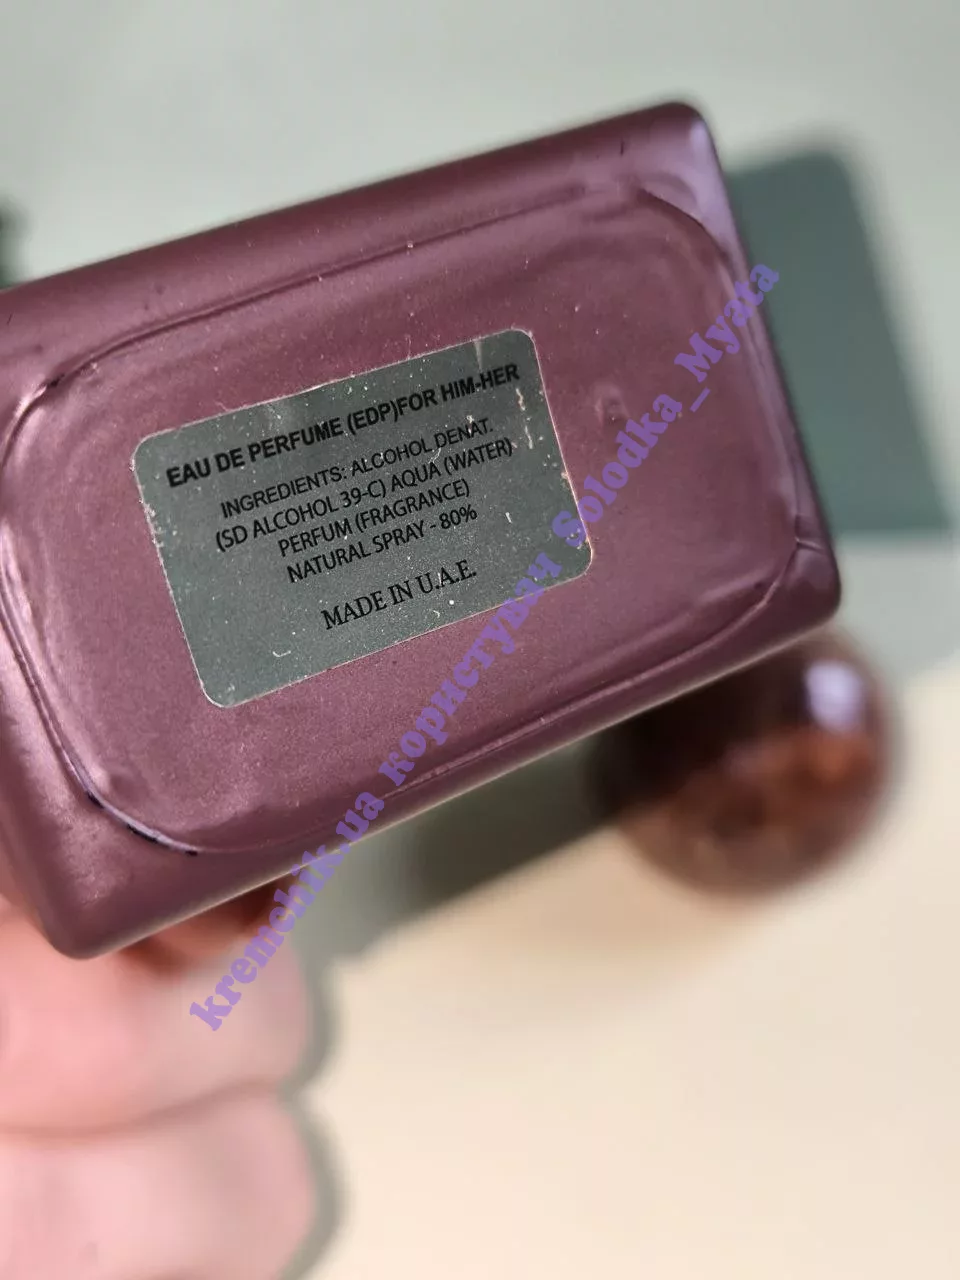 EAU DE PERFUME (EDP)FOR HIM-HER
INGREDIENTS: ALCOHOL DENAT.
(SD ALCOHOL 39-C) AQUA (WATER)
PERFUM (FRAGRANCE)
NATURAL SPRAY - 80%
MADE IN U.A.E.
kremchik.ua користувач Solodka_Myata